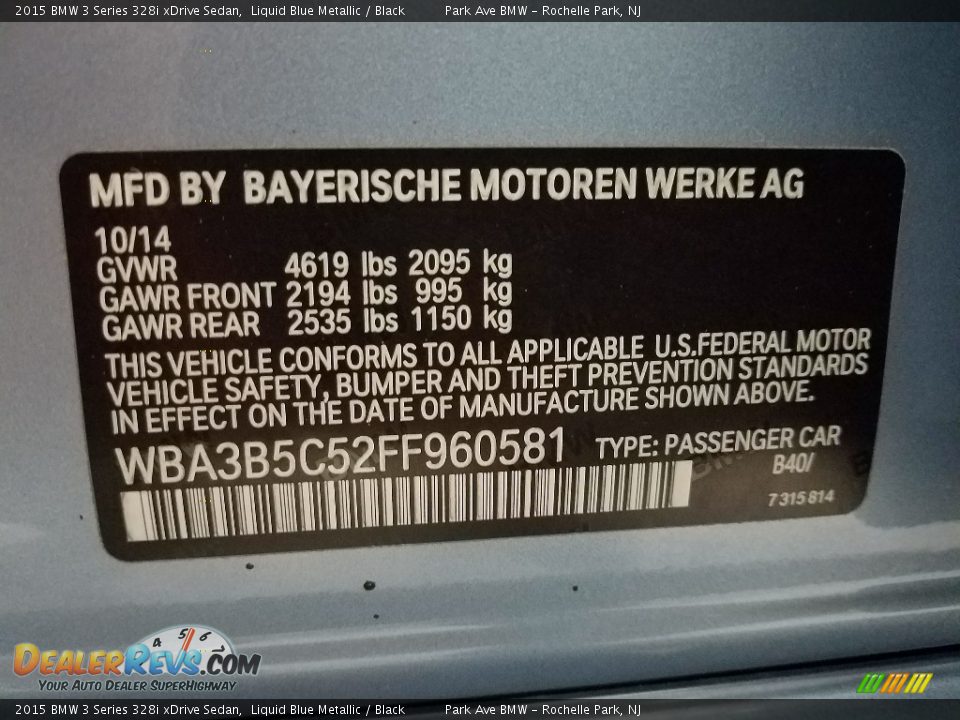 2015 BMW 3 Series 328i xDrive Sedan,  Liquid Blue Metallic / Black          Park Ave BMW - Rochelle Park, NJ
MFD BY BAYERISCHE MOTOREN WERKE AG
10/14
GVWR 4619 lbs 2095 kg
GAWR FRONT 2194 lbs 995 kg
GAWR REAR 2535 lbs 1150 kg
THIS VEHICLE CONFORMS TO ALL APPLICABLE U.S.FEDERAL MOTOR
VEHICLE SAFETY, BUMPER AND THEFT PREVENTION STANDARDS
IN EFFECT ON THE DATE OF MANUFACTURE SHOWN ABOVE.
WBA3B5C52FF960581 TYPE: PASSENGER CAR
B40/
7315814
4 5 6
DealerRevs.com
Your Auto Dealer SuperHighway
2015 BMW 3 Series 328i xDrive Sedan,  Liquid Blue Metallic / Black          Park Ave BMW - Rochelle Park, NJ